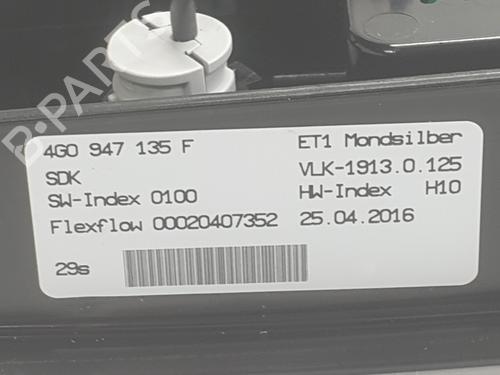 B-PARTS
4G0 947 135 F ET1 Mondsilber
SDK VLK-1913.0.125
SW-Index 0100 HW-Index H10
Flexflow 00020407352 25.04.2016
29s